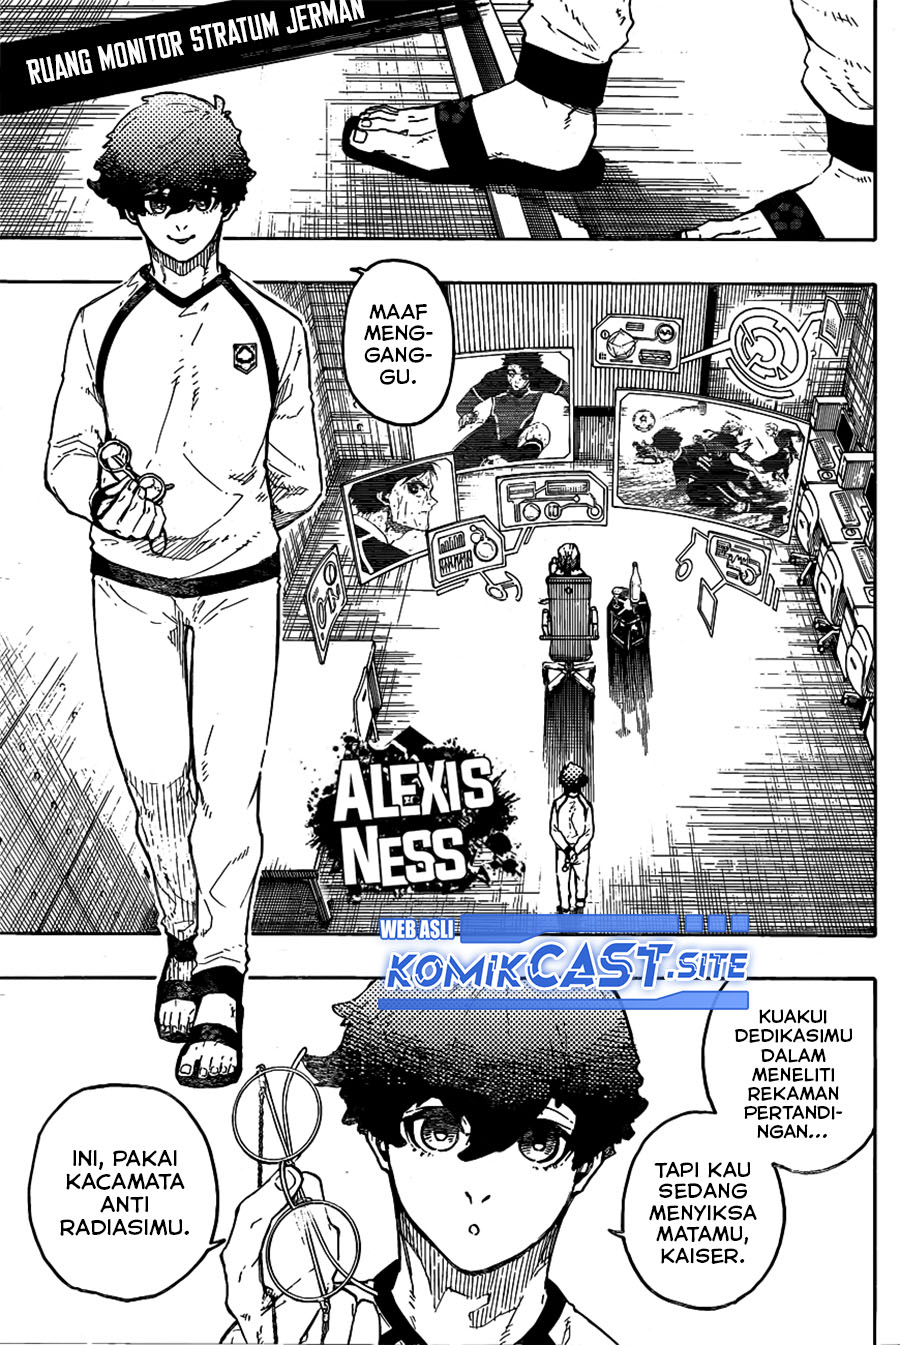 RUANG MONITOR STRATUM JERMAN
MAAF
MENG-
GANG-
GU.
ALEXIS
NESS
WEB ASLI
KOMIKCAST.SITE
KUAKUI
DEDIKASIMU
DALAM
MENELITI
REKAMAN
PERTANDI-
NGAN...
TAPI KAU
SEDANG
MENYIKSA
MATAMU,
KAISER.
INI, PAKAI
KACAMATA
ANTI
RADIASIMU.